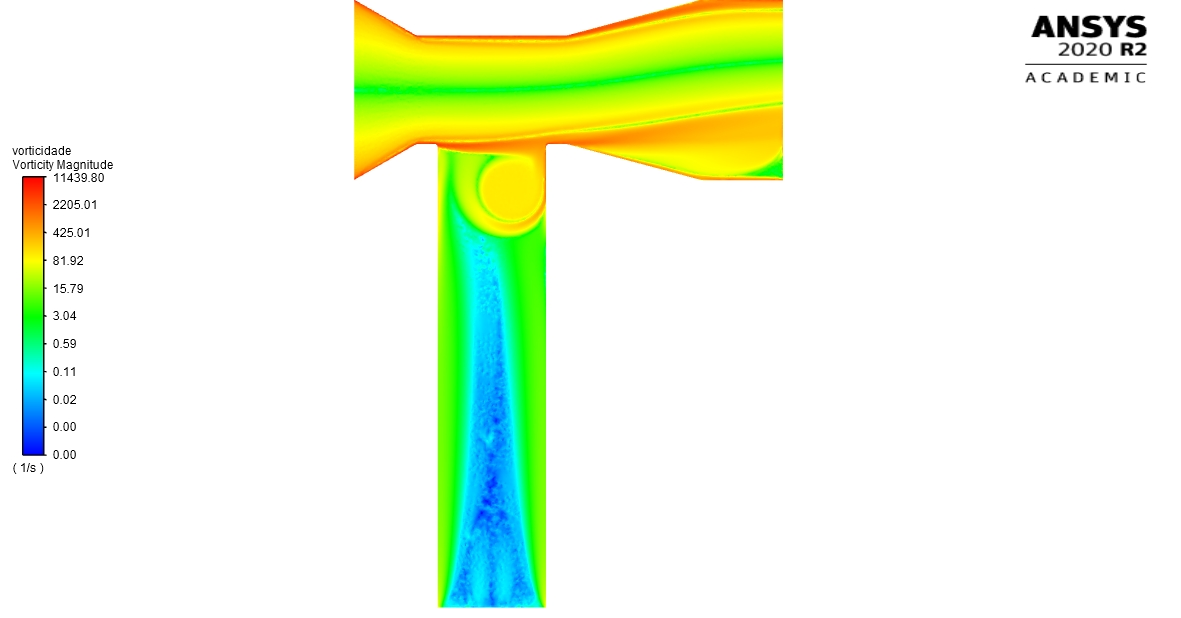 ANSYS
2020 R2
ACADEMIC
vorticidade
Vorticity Magnitude
11439.80
2205.01
425.01
81.92
15.79
3.04
0.59
0.11
0.02
0.00
0.00
( 1/s )